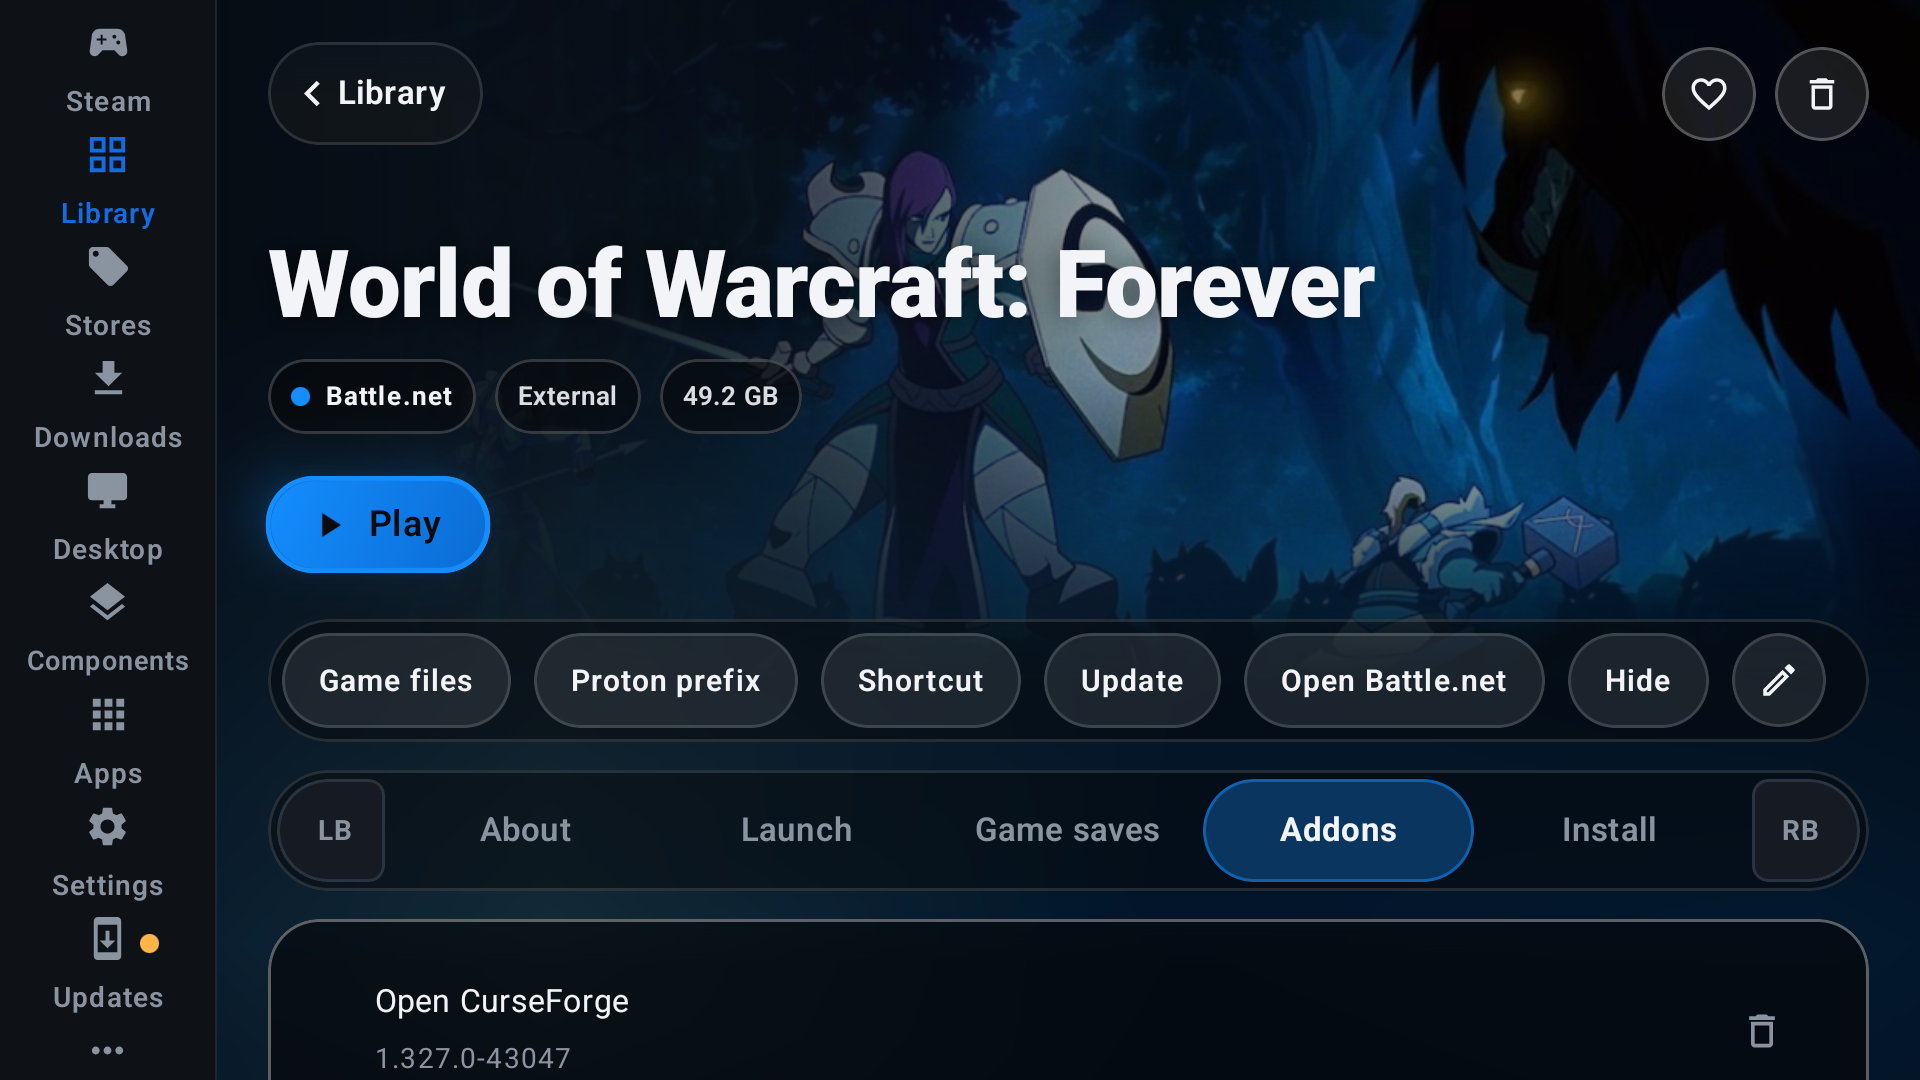 Steam
Library
Stores
Downloads
Desktop
Components
Apps
Settings
Updates
Library
World of Warcraft: Forever
Battle.net
External
49.2 GB
Play
Game files
Proton prefix
Shortcut
Update
Open Battle.net
Hide
LB
About
Launch
Game saves
Addons
Install
RB
Open CurseForge
1.327.0-43047